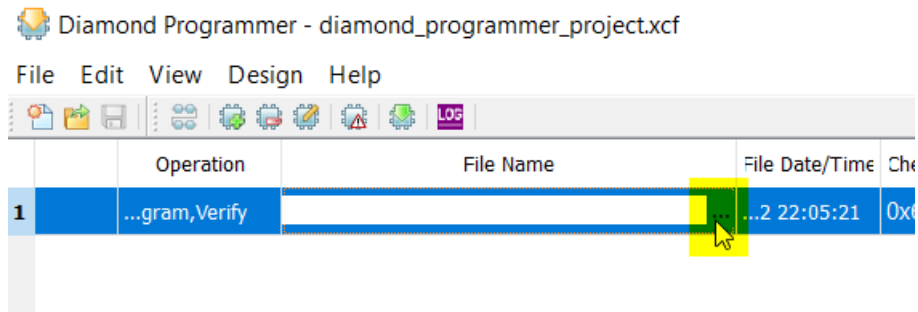 Diamond Programmer - diamond_programmer_project.xcf
File Edit View Design Help
LOG
Operation File Name File Date/Time Che
1 ...gram,Verify ... ...2 22:05:21 0x6